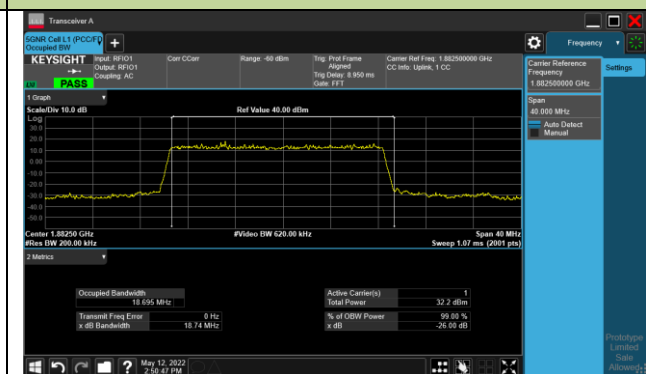 Transceiver A
5GNR Cell L1 (PCC/FD
Occupied BW
Frequency
Settings
KEYSIGHT
LV
PASS
Input: RFIO1
Output: RFIO1
Coupling: AC
Corr CCorr
Range: -60 dBm
Trig: Prot Frame
Aligned
Trig Delay: 8.950 ms
Gate: FFT
Carrier Ref Freq: 1.882500000 GHz
CC Info: Uplink, 1 CC
Carrier Reference
Frequency
1.882500000 GHz
Span
40.000 MHz
Auto Detect
Manual
1 Graph
Scale/Div 10.0 dB
Ref Value 40.00 dBm
Log
30.0
20.0
10.0
0.00
-10.0
-20.0
-30.0
-40.0
-50.0
Center 1.88250 GHz
#Video BW 620.00 kHz
Span 40 MHz
#Res BW 200.00 kHz
Sweep 1.07 ms (2001 pts)
2 Metrics
Occupied Bandwidth
18.695 MHz
Active Carrier(s) 1
Total Power 32.2 dBm
Transmit Freq Error 0 Hz
x dB Bandwidth 18.74 MHz
% of OBW Power 99.00 %
x dB -26.00 dB
May 12, 2022
2:50:47 PM
Prototype
Limited
Sale
Allowed